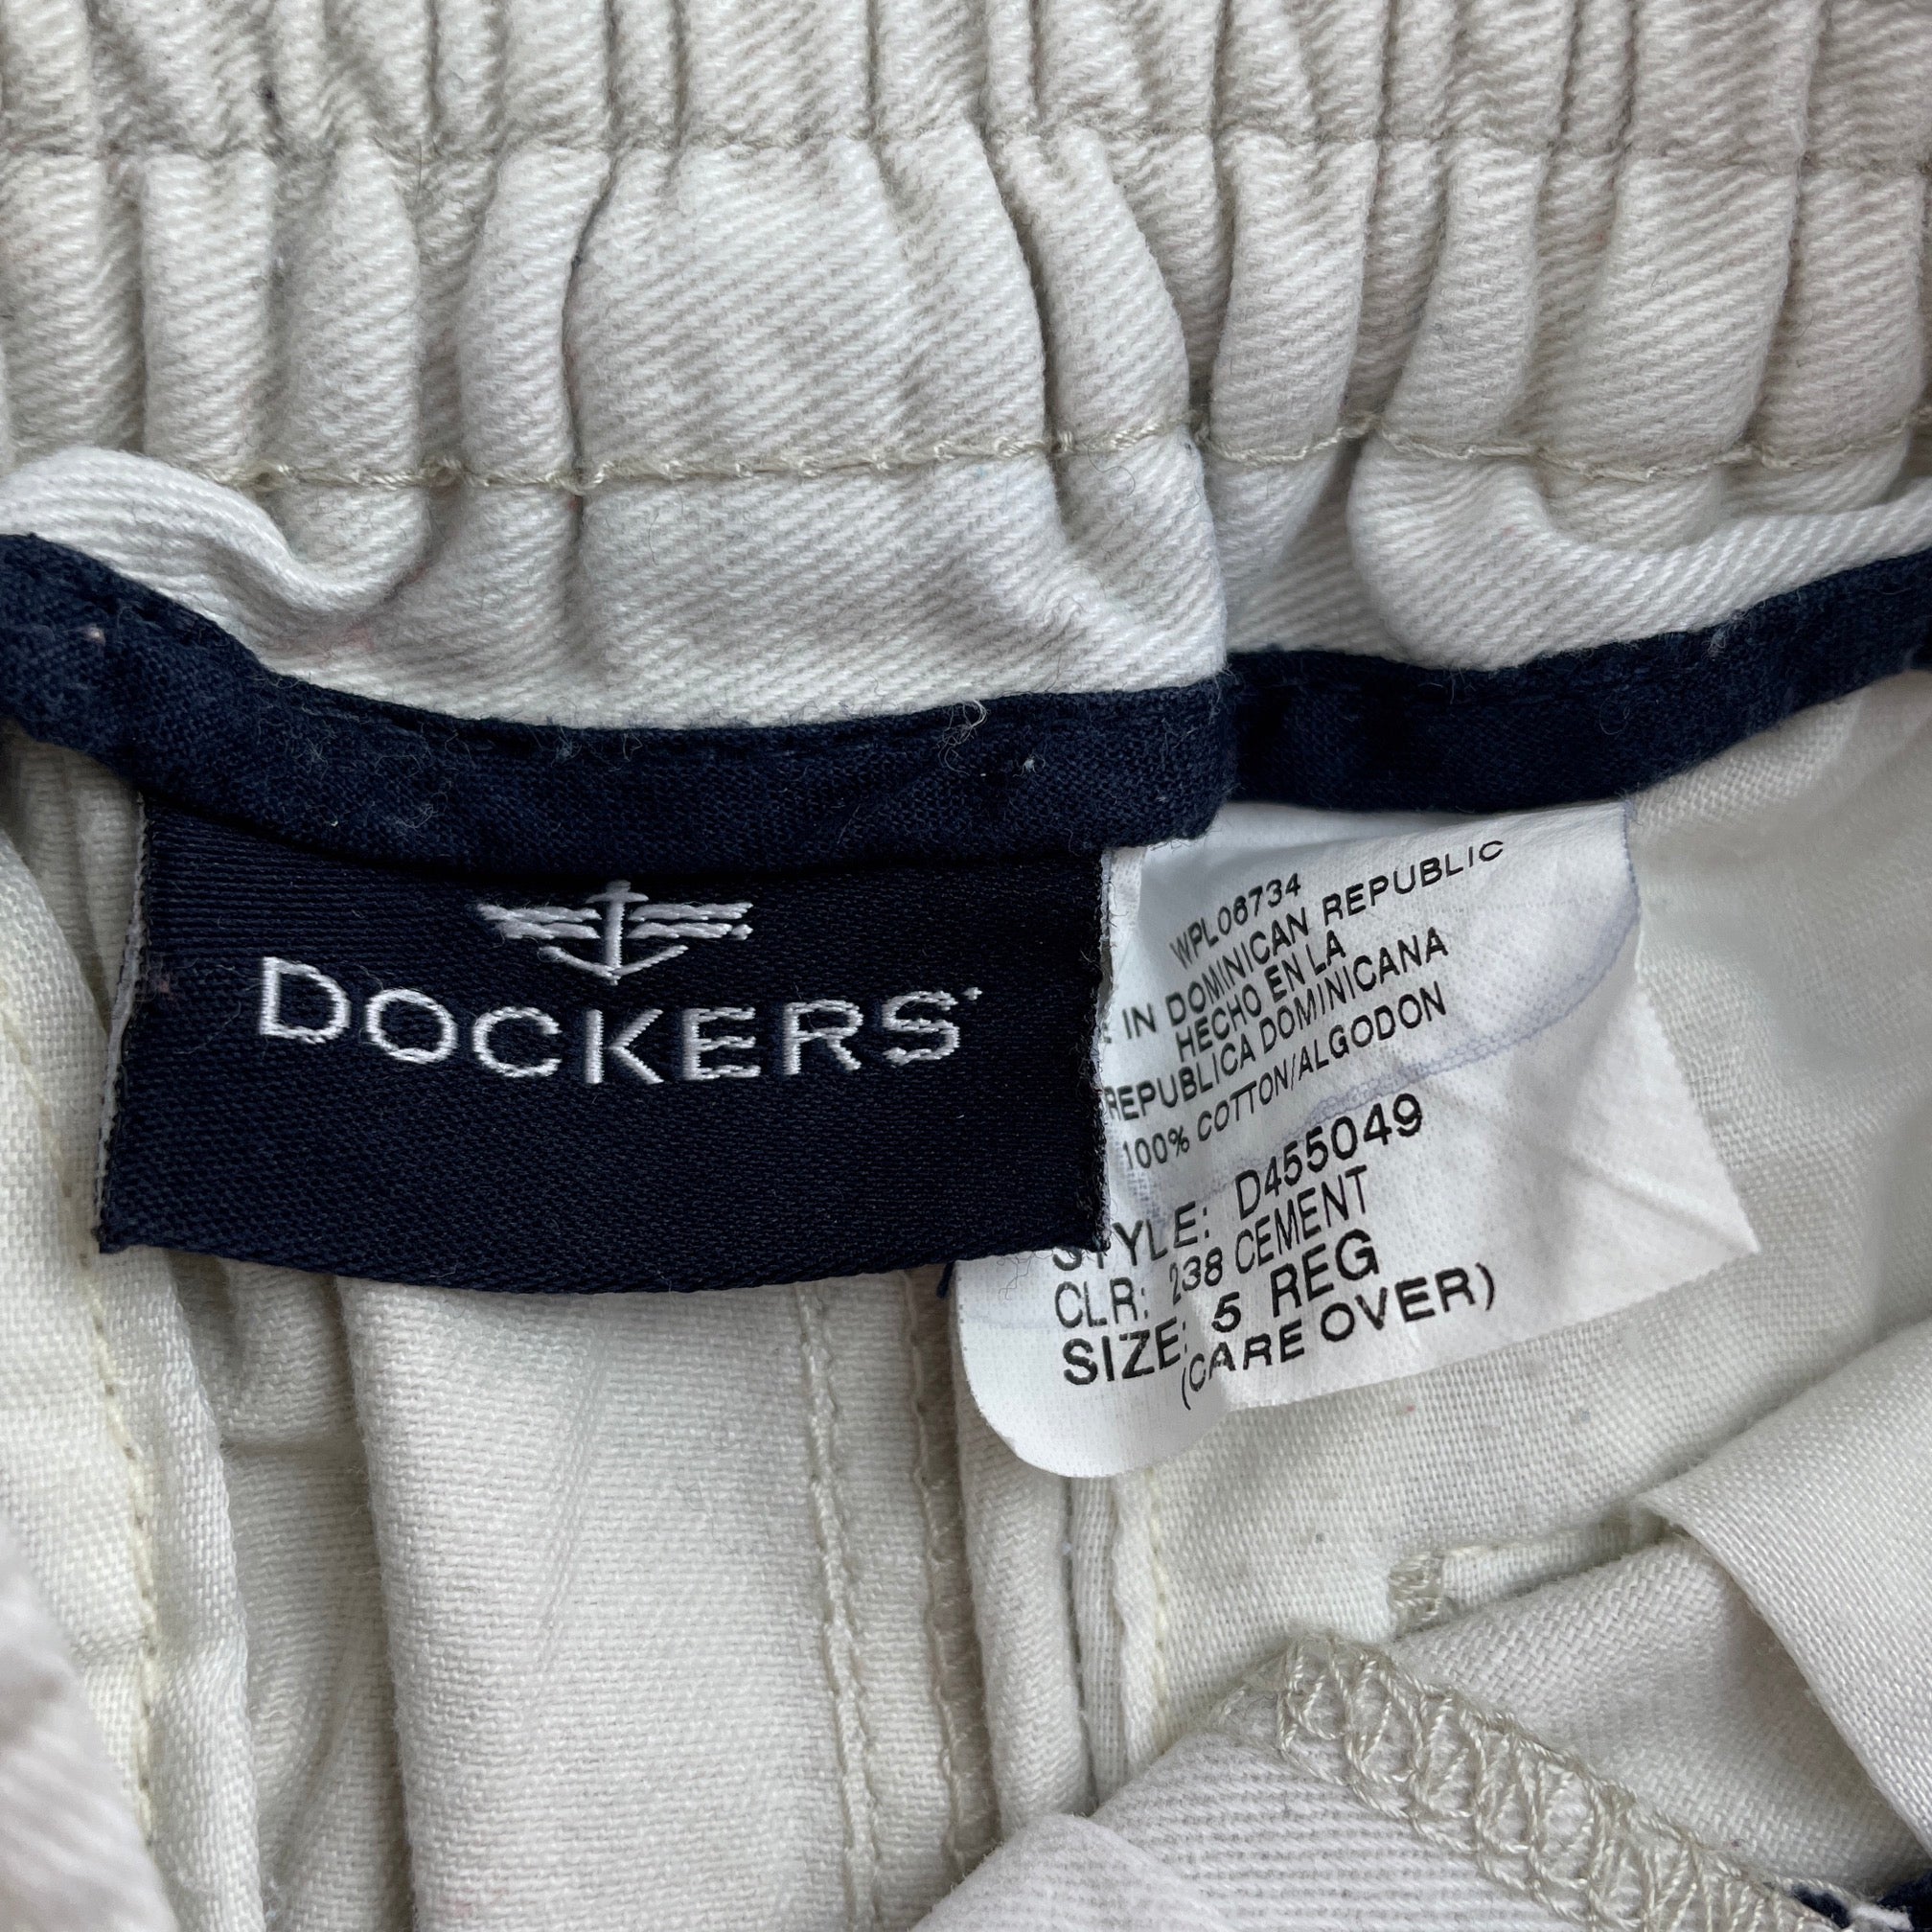 DOCKERS
WPL06734
IN DOMINICAN REPUBLIC
HECHO EN LA
REPUBLICA DOMINICANA
100% COTTON/ALGODON
STYLE: D455049
CLR: 238 CEMENT
SIZE: 5 REG
(CARE OVER)